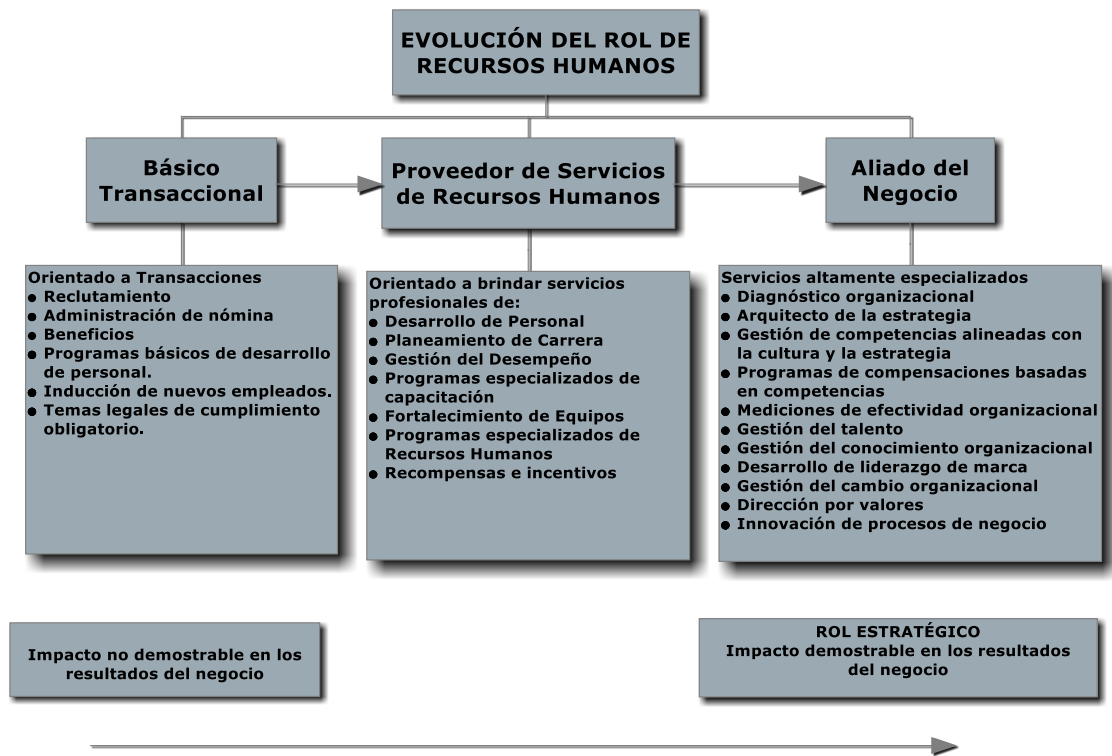 EVOLUCIÓN DEL ROL DE
RECURSOS HUMANOS
Básico
Transaccional
Proveedor de Servicios
de Recursos Humanos
Aliado del
Negocio
Orientado a Transacciones
● Reclutamiento
● Administración de nómina
● Beneficios
● Programas básicos de desarrollo
de personal.
● Inducción de nuevos empleados.
● Temas legales de cumplimiento
obligatorio.
Orientado a brindar servicios
profesionales de:
● Desarrollo de Personal
● Planeamiento de Carrera
● Gestión del Desempeño
● Programas especializados de
capacitación
● Fortalecimiento de Equipos
● Programas especializados de
Recursos Humanos
● Recompensas e incentivos
Servicios altamente especializados
● Diagnóstico organizacional
● Arquitecto de la estrategia
● Gestión de competencias alineadas con
la cultura y la estrategia
● Programas de compensaciones basadas
en competencias
● Mediciones de efectividad organizacional
● Gestión del talento
● Gestión del conocimiento organizacional
● Desarrollo de liderazgo de marca
● Gestión del cambio organizacional
● Dirección por valores
● Innovación de procesos de negocio
Impacto no demostrable en los
resultados del negocio
ROL ESTRATÉGICO
Impacto demostrable en los resultados
del negocio